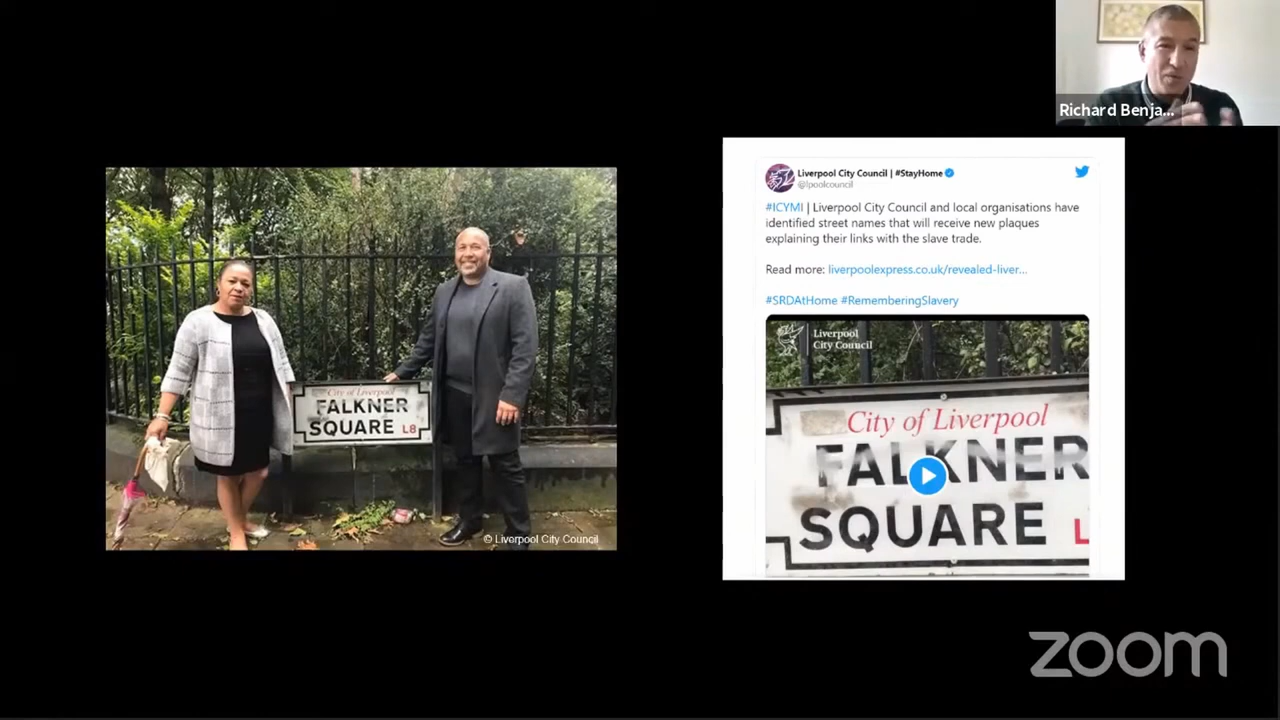 Richard Benja...
City of Liverpool
FALKNER
SQUARE L8
© Liverpool City Council
Liverpool City Council | #StayHome
@lpoolcouncil
#ICYMI | Liverpool City Council and local organisations have
identified street names that will receive new plaques
explaining their links with the slave trade.
Read more: liverpoolexpress.co.uk/revealed-liver...
#SRDAtHome #RememberingSlavery
Liverpool
City Council
City of Liverpool
FALKNER
SQUARE L
zoom